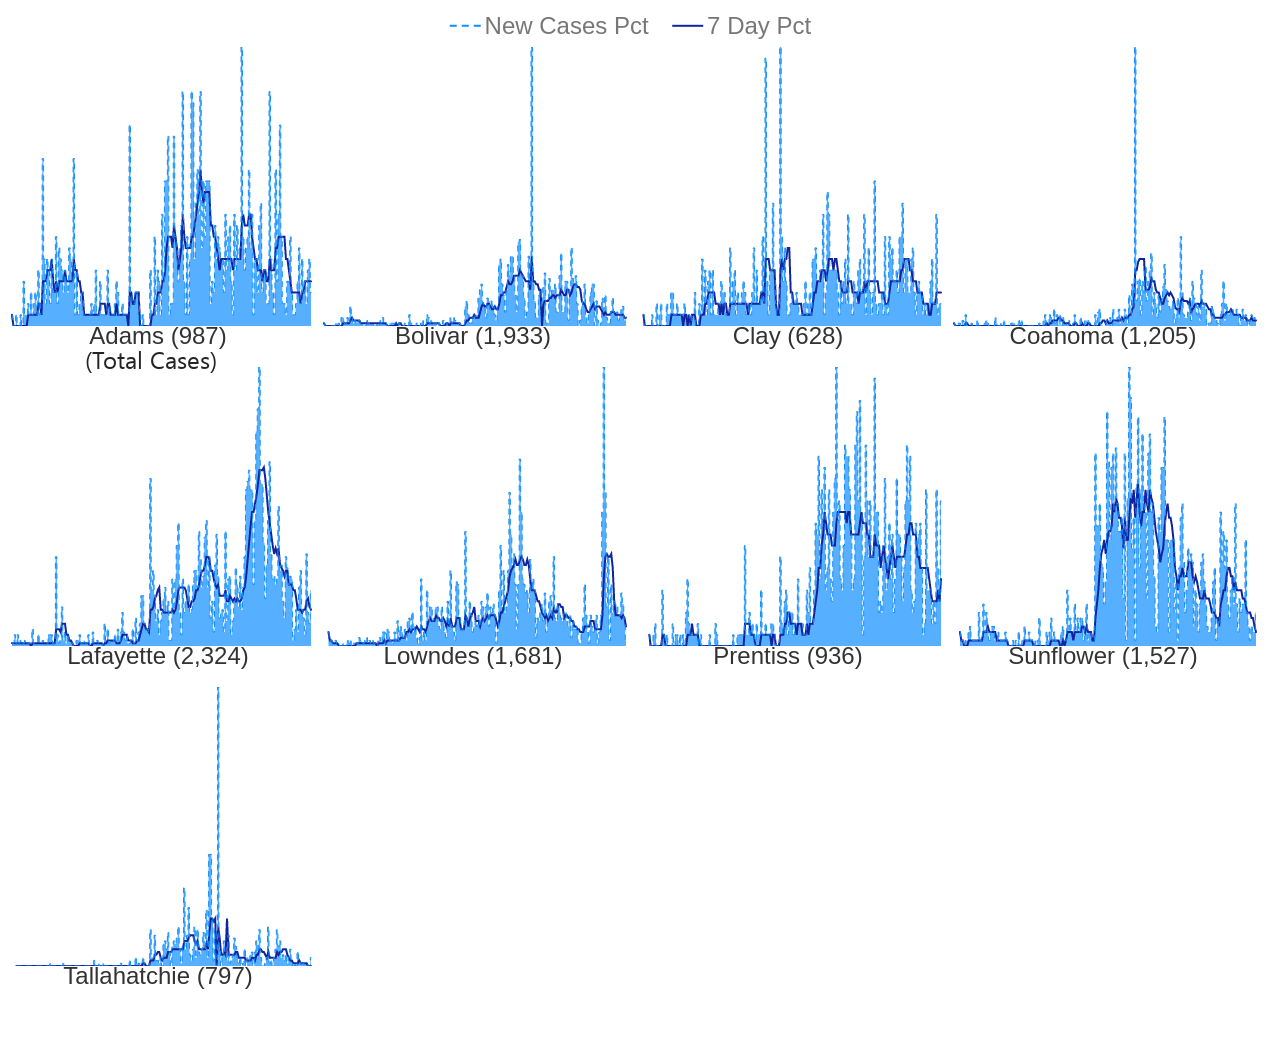 New Cases Pct 7 Day Pct
Adams (987) Bolivar (1,933) Clay (628) Coahoma (1,205)
(Total Cases)
Lafayette (2,324) Lowndes (1,681) Prentiss (936) Sunflower (1,527)
Tallahatchie (797)